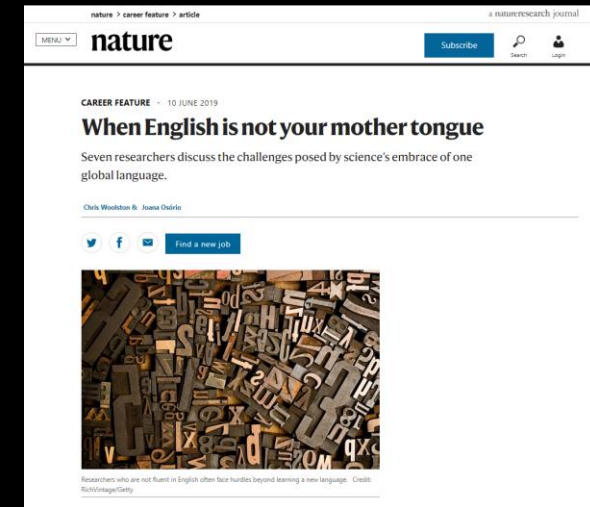 nature > career feature > article
a natureresearch journal
MENU
nature
Subscribe
Search
Login
CAREER FEATURE · 10 JUNE 2019
When English is not your mother tongue
Seven researchers discuss the challenges posed by science's embrace of one
global language.
Chris Woolston & Joana Osório
Find a new job
Researchers who are not fluent in English often face hurdles beyond learning a new language. Credit:
RichVintage/Getty